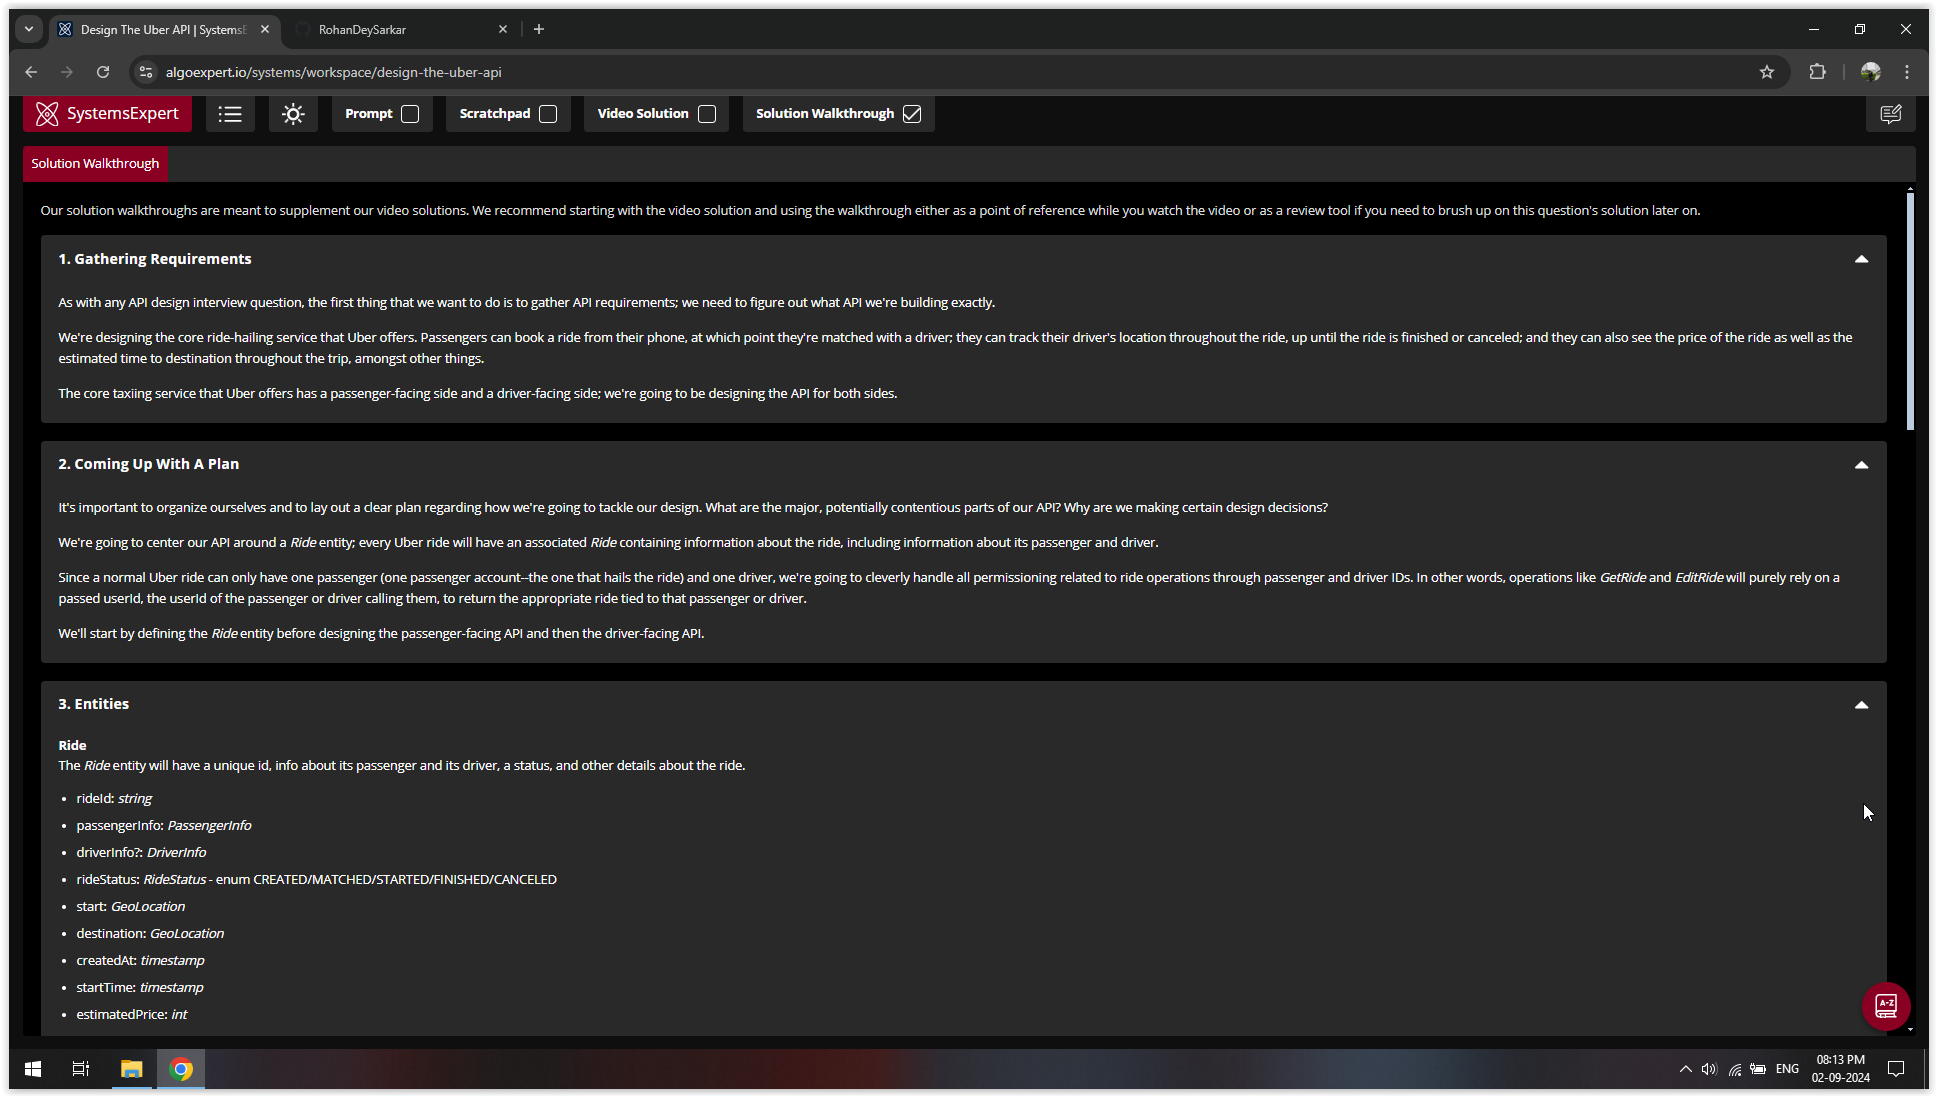 Design The Uber API | SystemsE
RohanDeySarkar
algoexpert.io/systems/workspace/design-the-uber-api
SystemsExpert
Prompt
Scratchpad
Video Solution
Solution Walkthrough
Solution Walkthrough
Our solution walkthroughs are meant to supplement our video solutions. We recommend starting with the video solution and using the walkthrough either as a point of reference while you watch the video or as a review tool if you need to brush up on this question's solution later on.
1. Gathering Requirements
As with any API design interview question, the first thing that we want to do is to gather API requirements; we need to figure out what API we're building exactly.
We're designing the core ride-hailing service that Uber offers. Passengers can book a ride from their phone, at which point they're matched with a driver; they can track their driver's location throughout the ride, up until the ride is finished or canceled; and they can also see the price of the ride as well as the
estimated time to destination throughout the trip, amongst other things.
The core taxiing service that Uber offers has a passenger-facing side and a driver-facing side; we're going to be designing the API for both sides.
2. Coming Up With A Plan
It's important to organize ourselves and to lay out a clear plan regarding how we're going to tackle our design. What are the major, potentially contentious parts of our API? Why are we making certain design decisions?
We're going to center our API around a Ride entity; every Uber ride will have an associated Ride containing information about the ride, including information about its passenger and driver.
Since a normal Uber ride can only have one passenger (one passenger account--the one that hails the ride) and one driver, we're going to cleverly handle all permissioning related to ride operations through passenger and driver IDs. In other words, operations like GetRide and EditRide will purely rely on a
passed userId, the userId of the passenger or driver calling them, to return the appropriate ride tied to that passenger or driver.
We'll start by defining the Ride entity before designing the passenger-facing API and then the driver-facing API.
3. Entities
Ride
The Ride entity will have a unique id, info about its passenger and its driver, a status, and other details about the ride.
• rideId: string
• passengerInfo: PassengerInfo
• driverInfo?: DriverInfo
• rideStatus: RideStatus - enum CREATED/MATCHED/STARTED/FINISHED/CANCELED
• start: GeoLocation
• destination: GeoLocation
• createdAt: timestamp
• startTime: timestamp
• estimatedPrice: int
A-Z
ENG
08:13 PM
02-09-2024